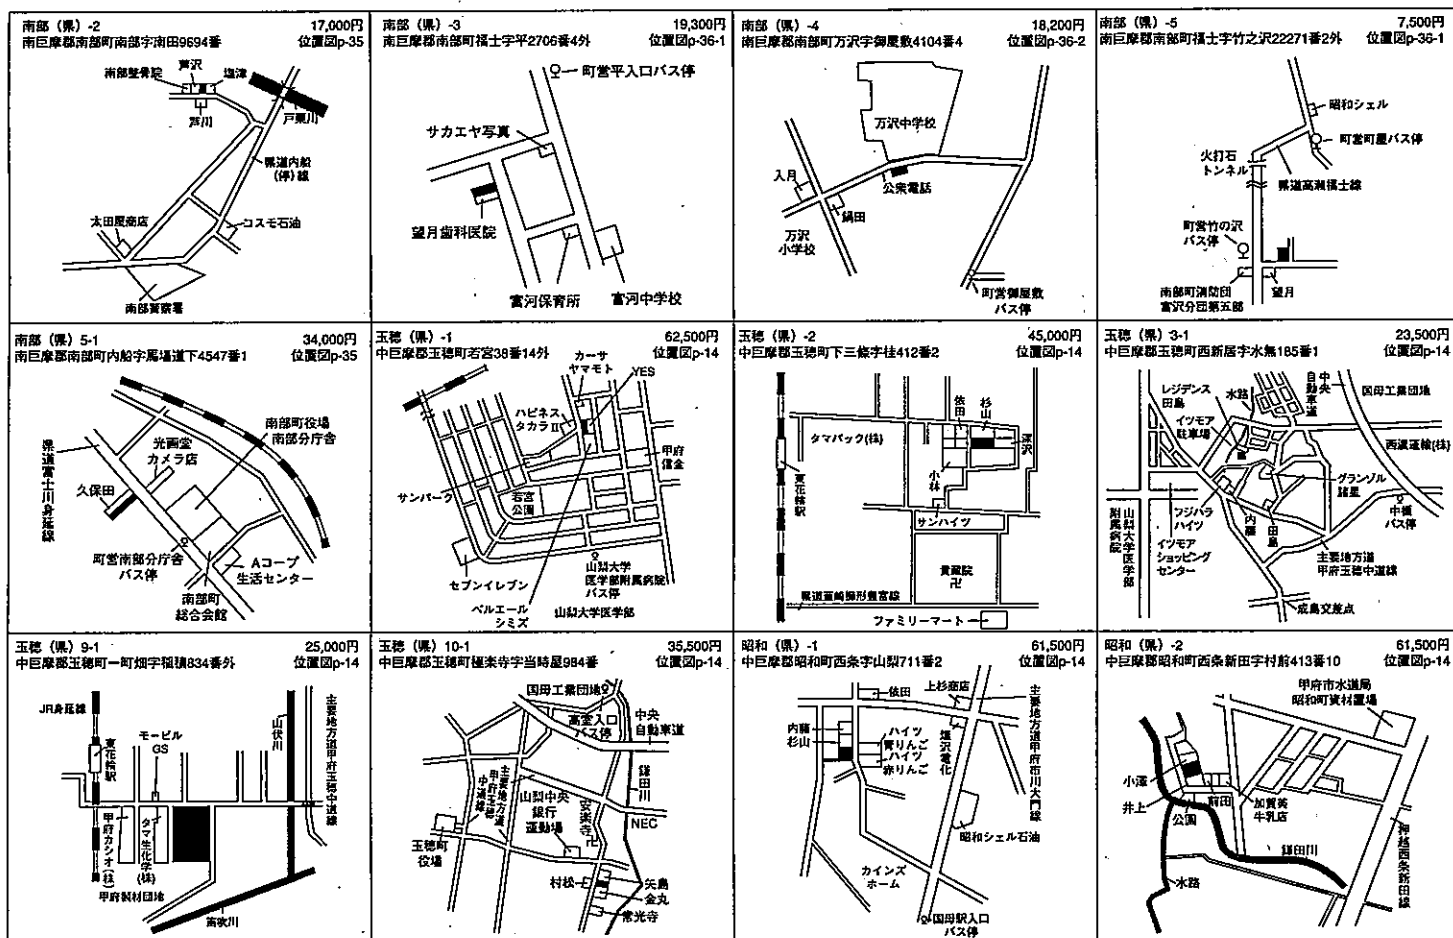 南部（県）-2
17,000円
南巨摩郡南部町南部字南田9694番
位置図p-35
南部整骨院
芦沢
塩津
芦川
戸栗川
県道内船
(停)線
太田屋商店
コスモ石油
南部警察署
南部（県）-3
19,300円
南巨摩郡南部町福士字平2706番4外
位置図p-36-1
町営平入口バス停
サカエヤ写真
望月歯科医院
富河保育所
富河中学校
南部（県）-4
18,200円
南巨摩郡南部町万沢字御屋敷4104番4
位置図p-36-2
万沢中学校
入月
公衆電話
鍋田
万沢
小学校
町営御屋敷
バス停
南部（県）-5
7,500円
南巨摩郡南部町福士字竹之沢22271番2外
位置図p-36-1
昭和シェル
町営町屋バス停
火打石
トンネル
県道高瀬福士線
町営竹の沢
バス停
南部町消防団
富沢分団第五部
望月
南部（県）5-1
34,000円
南巨摩郡南部町内船字馬場道下4547番1
位置図p-35
南部町役場
南部分庁舎
光画堂
カメラ店
県道富士川身延線
久保田
町営南部分庁舎
バス停
Aコープ
生活センター
南部町
総合会館
玉穂（県）-1
62,500円
中巨摩郡玉穂町若宮38番14外
位置図p-14
カーサ
ヤマモト
YES
ハピネス
タカラⅡ
甲府
信金
サンパーク
若宮
公園
セブンイレブン
山梨大学
医学部附属病院
バス停
ベルエール
シミズ
山梨大学医学部
玉穂（県）-2
45,000円
中巨摩郡玉穂町下三條字桂412番2
位置図p-14
依田
杉山
深沢
タマパック(株)
東花輪駅
小林
サンハイツ
貴蔵院
卍
県道韮崎櫛形豊富線
ファミリーマート
玉穂（県）3-1
23,500円
中巨摩郡玉穂町西新居字水無185番1
位置図p-14
レジデンス
田島
水路
中央
自動車道
国母工業団地
イツモア
駐車場
西濃運輸(株)
グランソル
諸星
中橋
バス停
山梨大学医学部
附属病院
フジハラ
ハイツ
内藤
田島
イツモア
ショッピング
センター
主要地方道
甲府玉穂中道線
成島交差点
玉穂（県）9-1
25,000円
中巨摩郡玉穂町一町畑字稲積834番外
位置図p-14
JR身延線
モービル
GS
山伏川
主要地方道甲府玉穂中道線
東花輪駅
甲府カシオ(株)
タマ生化学(株)
甲府製材団地
笛吹川
玉穂（県）10-1
35,500円
中巨摩郡玉穂町極楽寺字当時屋984番
位置図p-14
国母工業団地
高室入口
バス停
中央
自動車道
主要地方道
甲府玉穂
中道線
鎌田川
山梨中央
銀行
運動場
安楽寺
卍
NEC
玉穂町
役場
村松
矢島
金丸
常光寺
昭和（県）-1
61,500円
中巨摩郡昭和町西条字山梨711番2
位置図p-14
依田
上杉商店
主要地方道甲府市川大門線
内藤
杉山
ハイツ
青りんご
ハイツ
赤りんご
塩沢電化
昭和シェル石油
カインズ
ホーム
国母駅入口
バス停
昭和（県）-2
61,500円
中巨摩郡昭和町西条新田字村前413番10
位置図p-14
甲府市水道局
昭和町資材置場
小澤
井上
公園
前田
加賀美
牛乳店
鎌田川
水路
押越西条新田線